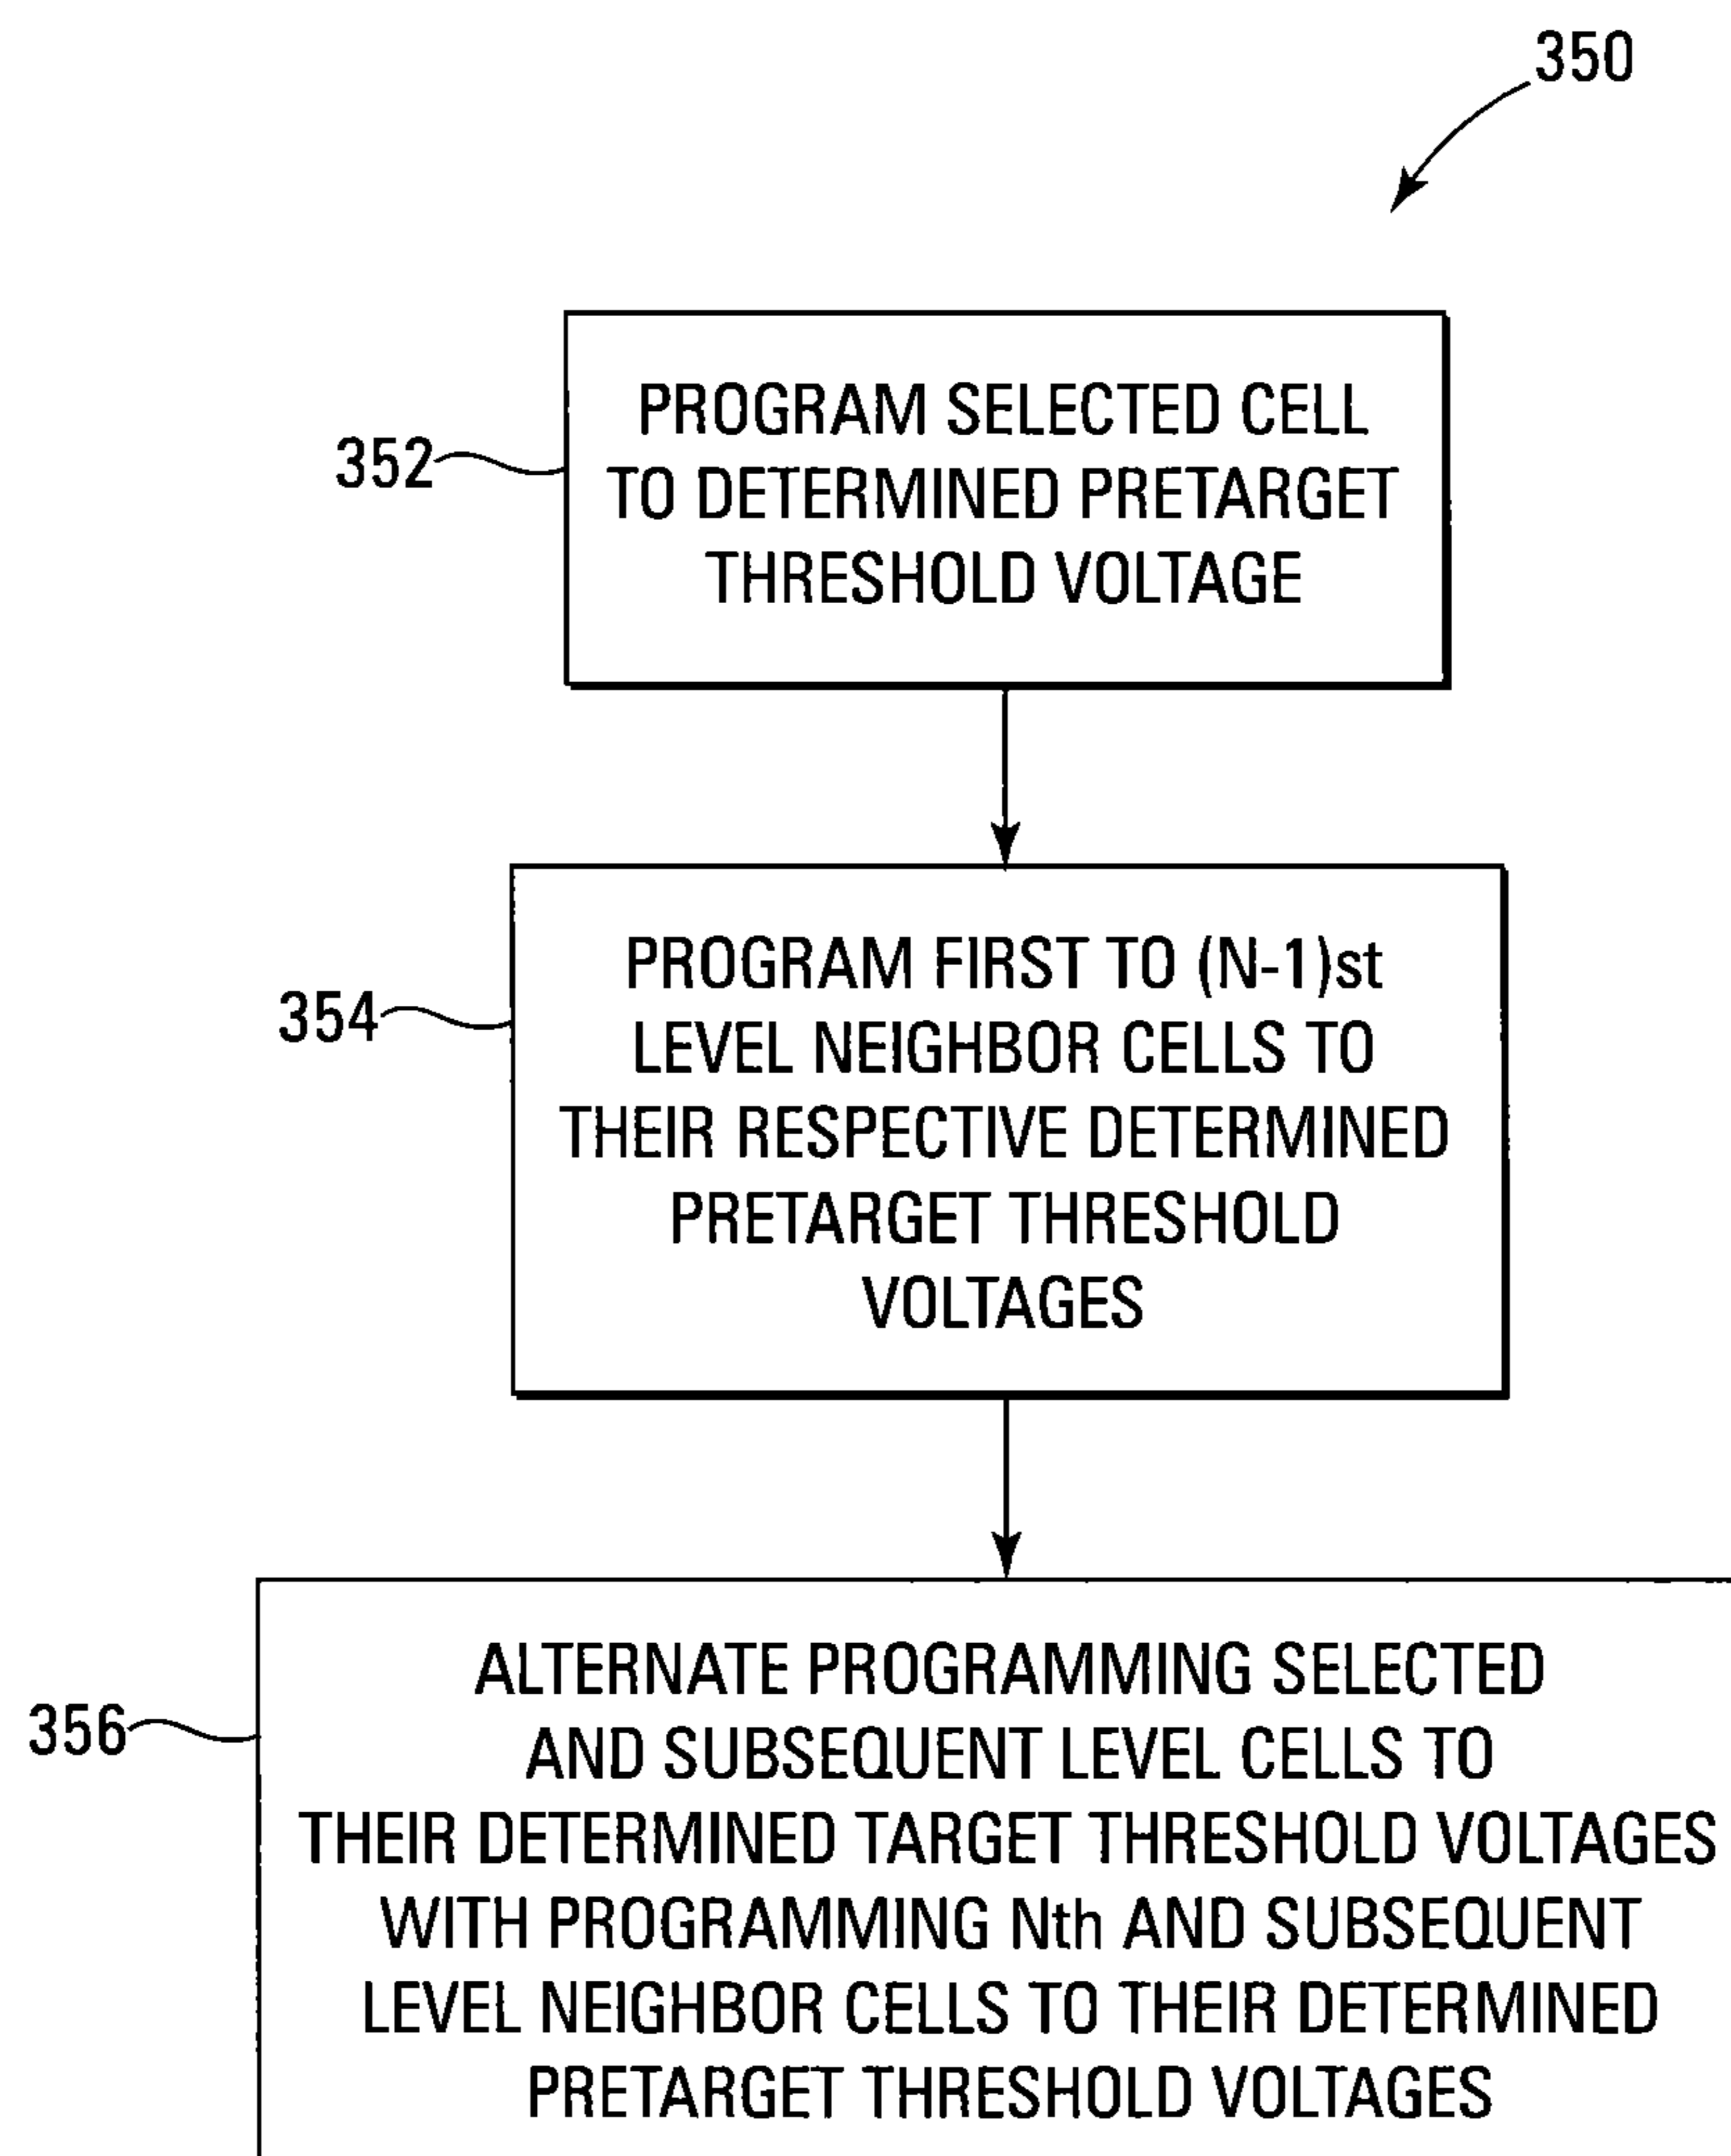 350
352
PROGRAM SELECTED CELL
TO DETERMINED PRETARGET
THRESHOLD VOLTAGE
354
PROGRAM FIRST TO (N-1)st
LEVEL NEIGHBOR CELLS TO
THEIR RESPECTIVE DETERMINED
PRETARGET THRESHOLD
VOLTAGES
356
ALTERNATE PROGRAMMING SELECTED
AND SUBSEQUENT LEVEL CELLS TO
THEIR DETERMINED TARGET THRESHOLD VOLTAGES
WITH PROGRAMMING Nth AND SUBSEQUENT
LEVEL NEIGHBOR CELLS TO THEIR DETERMINED
PRETARGET THRESHOLD VOLTAGES